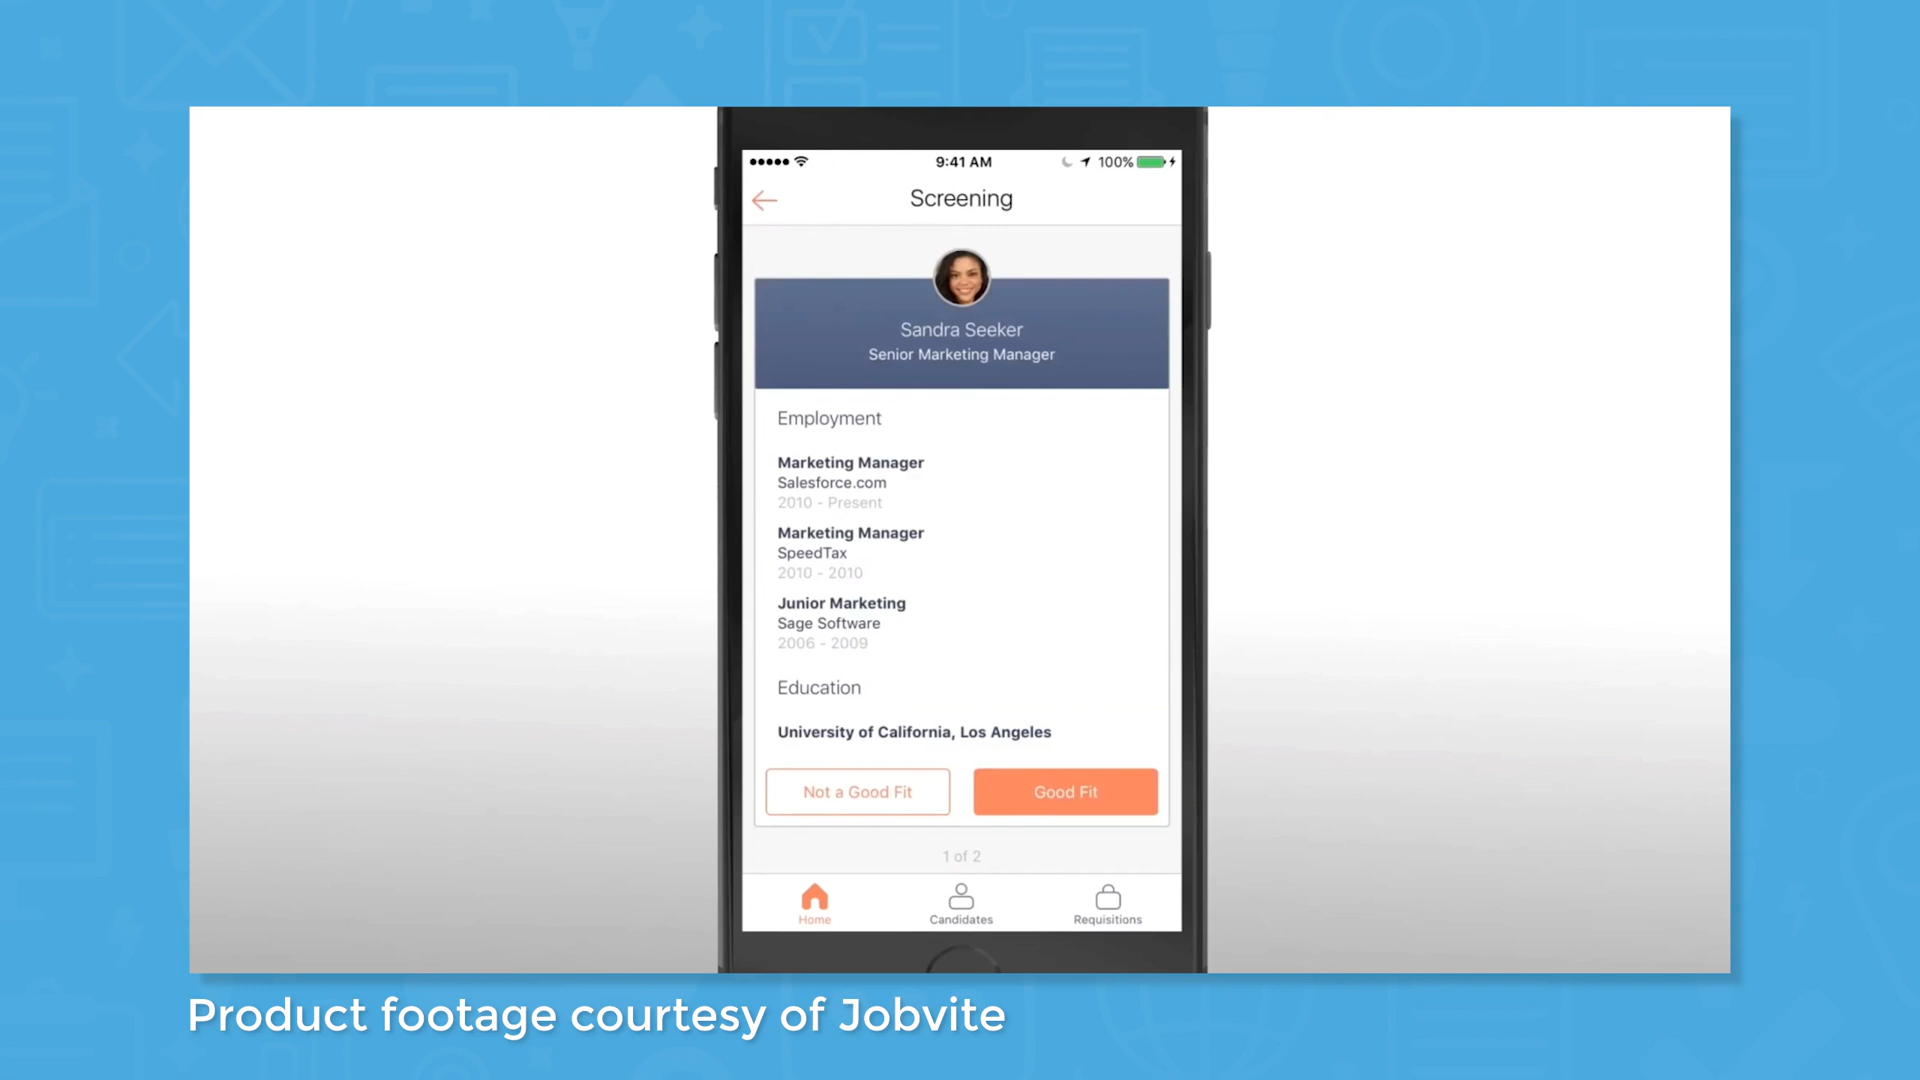 9:41 AM
100%
Screening
Sandra Seeker
Senior Marketing Manager
Employment
Marketing Manager
Salesforce.com
2010 - Present
Marketing Manager
SpeedTax
2010 - 2010
Junior Marketing
Sage Software
2006 - 2009
Education
University of California, Los Angeles
Not a Good Fit
Good Fit
1 of 2
Home
Candidates
Requisitions
Product footage courtesy of Jobvite